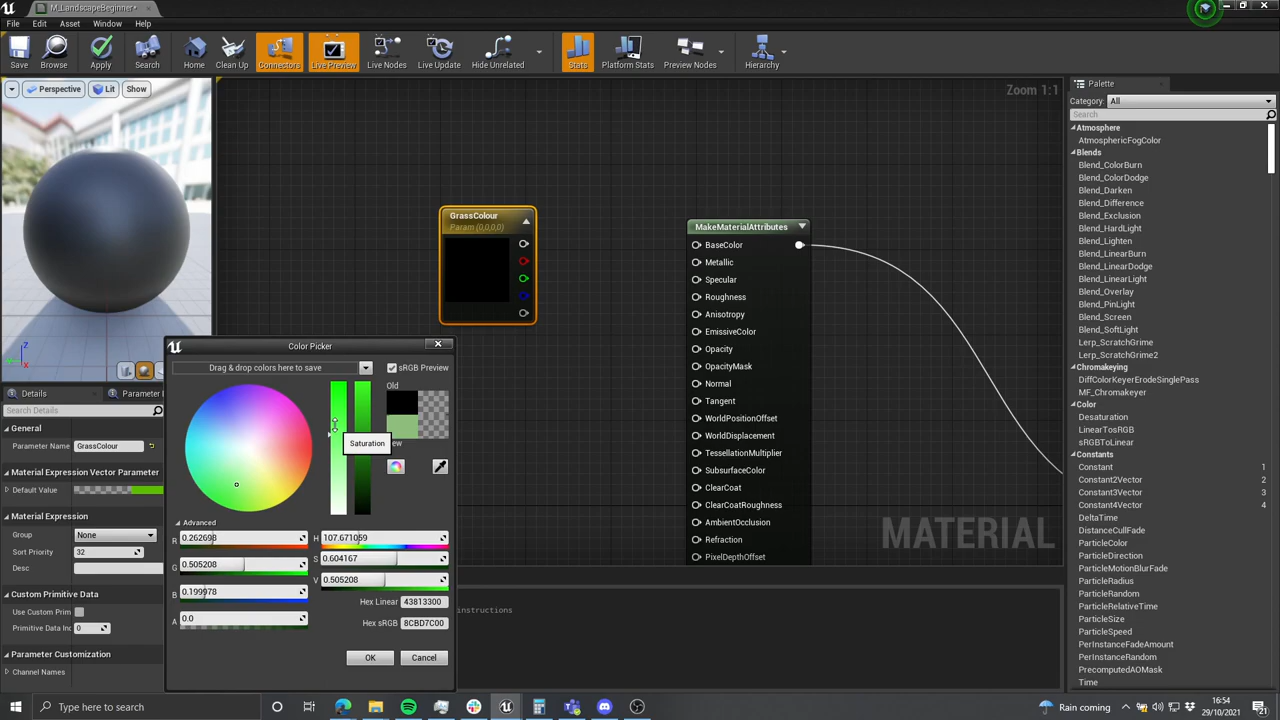 M_LandscapeBeginner*
File Edit Asset Window Help
Save Browse Apply Search Home Clean Up Connectors Live Preview Live Nodes Live Update Hide Unrelated Stats Platform Stats Preview Nodes Hierarchy
Perspective Lit Show
Zoom 1:1
GrassColour
Param (0,0,0,0)
MakeMaterialAttributes
BaseColor
Metallic
Specular
Roughness
Anisotropy
EmissiveColor
Opacity
OpacityMask
Normal
Tangent
WorldPositionOffset
WorldDisplacement
TessellationMultiplier
SubsurfaceColor
ClearCoat
ClearCoatRoughness
AmbientOcclusion
Refraction
PixelDepthOffset
MATERIAL
Z
X
Color Picker
Drag & drop colors here to save
sRGB Preview
Old
ew
Saturation
Advanced
R 0.262698
G 0.505208
B 0.199978
A 0.0
H 107.671059
S 0.604167
V 0.505208
Hex Linear 43813300
Hex sRGB 8CBD7C00
OK Cancel
instructions
Details Parameter
Search Details
General
Parameter Name GrassColour
Material Expression Vector Parameter
Default Value
Material Expression
Group None
Sort Priority 32
Desc
Custom Primitive Data
Use Custom Prim
Primitive Data Inc 0
Parameter Customization
Channel Names
Palette
Category: All
Search
Atmosphere
AtmosphericFogColor
Blends
Blend_ColorBurn
Blend_ColorDodge
Blend_Darken
Blend_Difference
Blend_Exclusion
Blend_HardLight
Blend_Lighten
Blend_LinearBurn
Blend_LinearDodge
Blend_LinearLight
Blend_Overlay
Blend_PinLight
Blend_Screen
Blend_SoftLight
Lerp_ScratchGrime
Lerp_ScratchGrime2
Chromakeying
DiffColorKeyerErodeSinglePass
MF_Chromakeyer
Color
Desaturation
LinearTosRGB
sRGBToLinear
Constants
Constant 1
Constant2Vector 2
Constant3Vector 3
Constant4Vector 4
DeltaTime
DistanceCullFade
ParticleColor
ParticleDirection
ParticleMotionBlurFade
ParticleRadius
ParticleRandom
ParticleRelativeTime
ParticleSize
ParticleSpeed
PerInstanceFadeAmount
PerInstanceRandom
PrecomputedAOMask
Time
Type here to search
Rain coming
16:54
29/10/2021